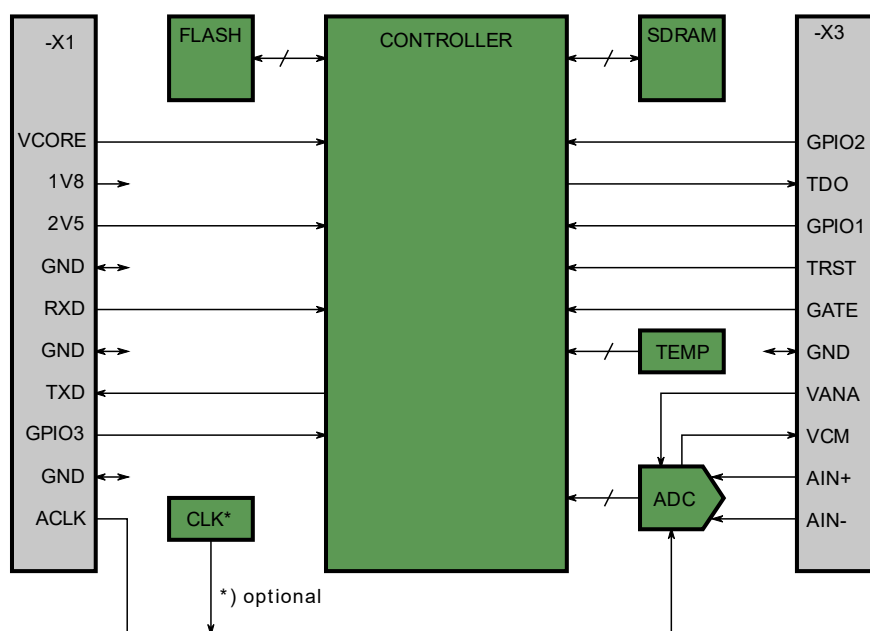 -X1
FLASH
CONTROLLER
SDRAM
-X3
VCORE
GPIO2
1V8
TDO
2V5
GPIO1
GND
TRST
RXD
GATE
GND
TEMP
GND
TXD
VANA
GPIO3
VCM
GND
ADC
AIN+
ACLK
CLK*
AIN-
*) optional